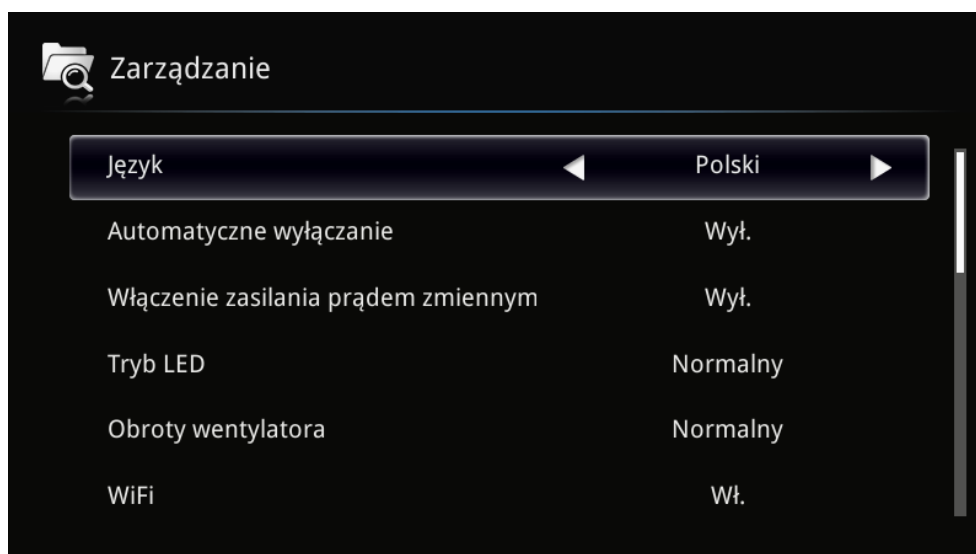 Zarządzanie
Język Polski
Automatyczne wyłączanie Wył.
Włączenie zasilania prądem zmiennym Wył.
Tryb LED Normalny
Obroty wentylatora Normalny
WiFi Wł.